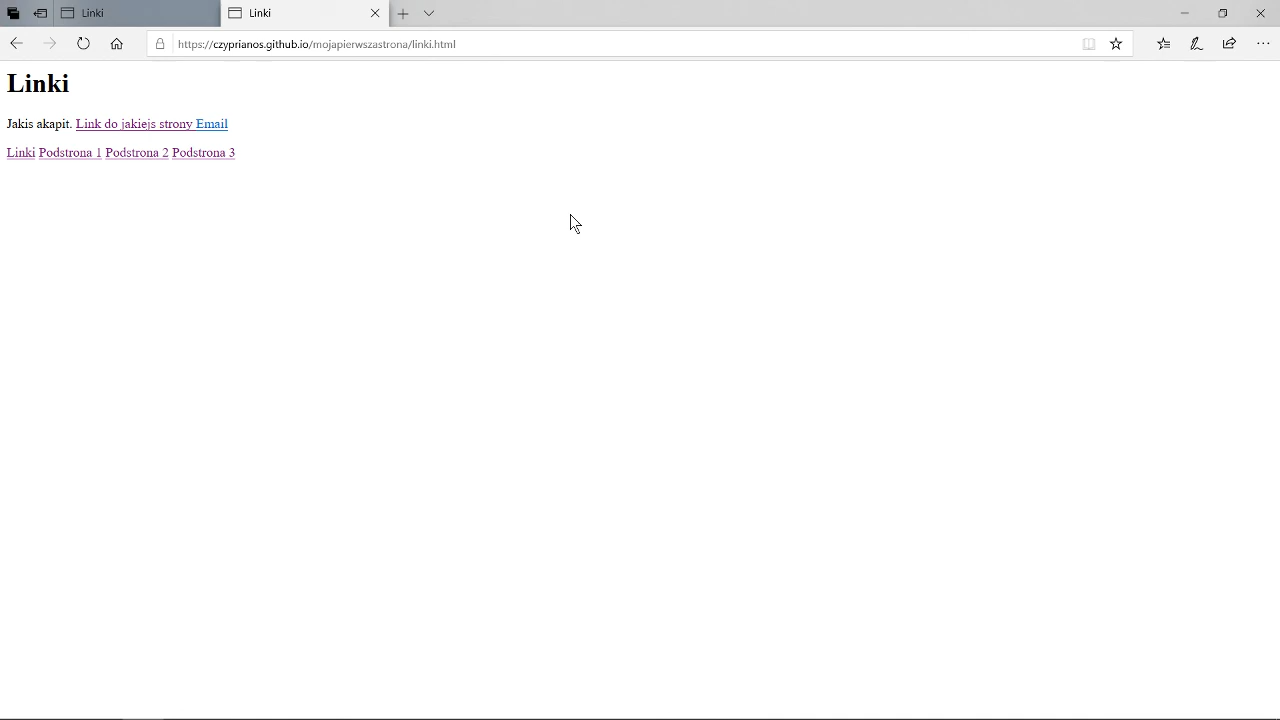 Linki
Linki
https://czyprianos.github.io/mojapierwszastrona/linki.html
Linki
Jakis akapit. Link do jakiejs strony Email
Linki Podstrona 1 Podstrona 2 Podstrona 3